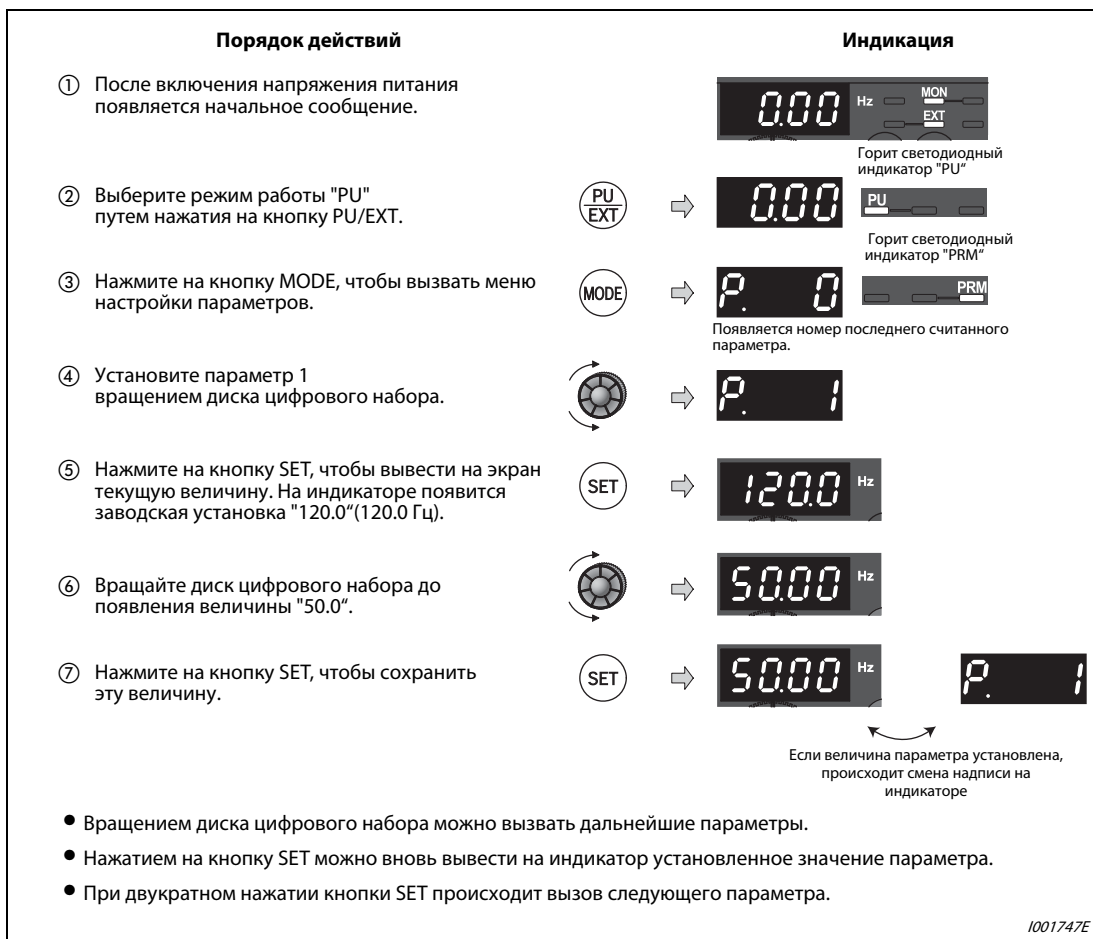 Порядок действий
Индикация
① После включения напряжения питания
появляется начальное сообщение.
0.00 Hz MON
EXT
Горит светодиодный
индикатор "PU“
② Выберите режим работы "PU"
путем нажатия на кнопку PU/EXT.
PU
EXT
0.00
PU
Горит светодиодный
индикатор "PRM“
③ Нажмите на кнопку MODE, чтобы вызвать меню
настройки параметров.
MODE
P. 0
PRM
Появляется номер последнего считанного
параметра.
④ Установите параметр 1
вращением диска цифрового набора.
P. 1
⑤ Нажмите на кнопку SET, чтобы вывести на экран
текущую величину. На индикаторе появится
заводская установка "120.0“(120.0 Гц).
SET
120.0 Hz
⑥ Вращайте диск цифрового набора до
появления величины "50.0“.
50.00 Hz
⑦ Нажмите на кнопку SET, чтобы сохранить
эту величину.
SET
50.00 Hz
P. 1
Если величина параметра установлена,
происходит смена надписи на
индикаторе
● Вращением диска цифрового набора можно вызвать дальнейшие параметры.
● Нажатием на кнопку SET можно вновь вывести на индикатор установленное значение параметра.
● При двукратном нажатии кнопки SET происходит вызов следующего параметра.
I001747E